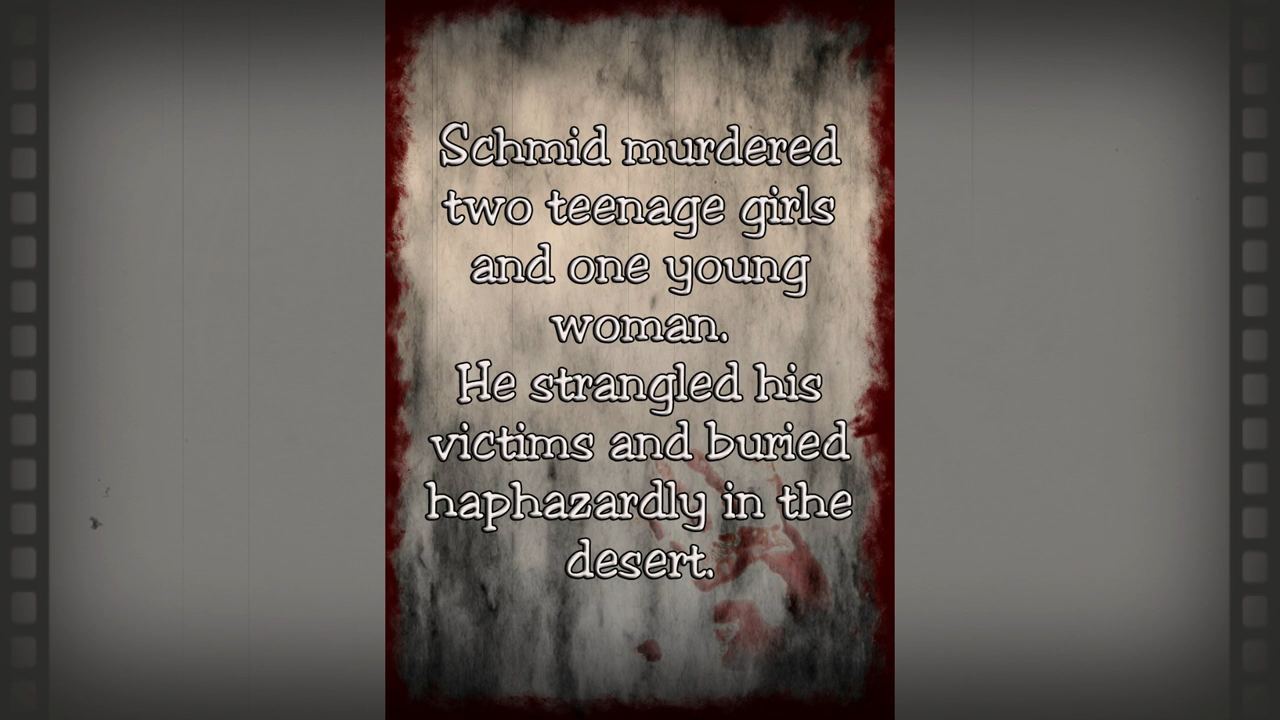 Schmid murdered
two teenage girls
and one young
woman.
He strangled his
victims and buried
haphazardly in the
desert.